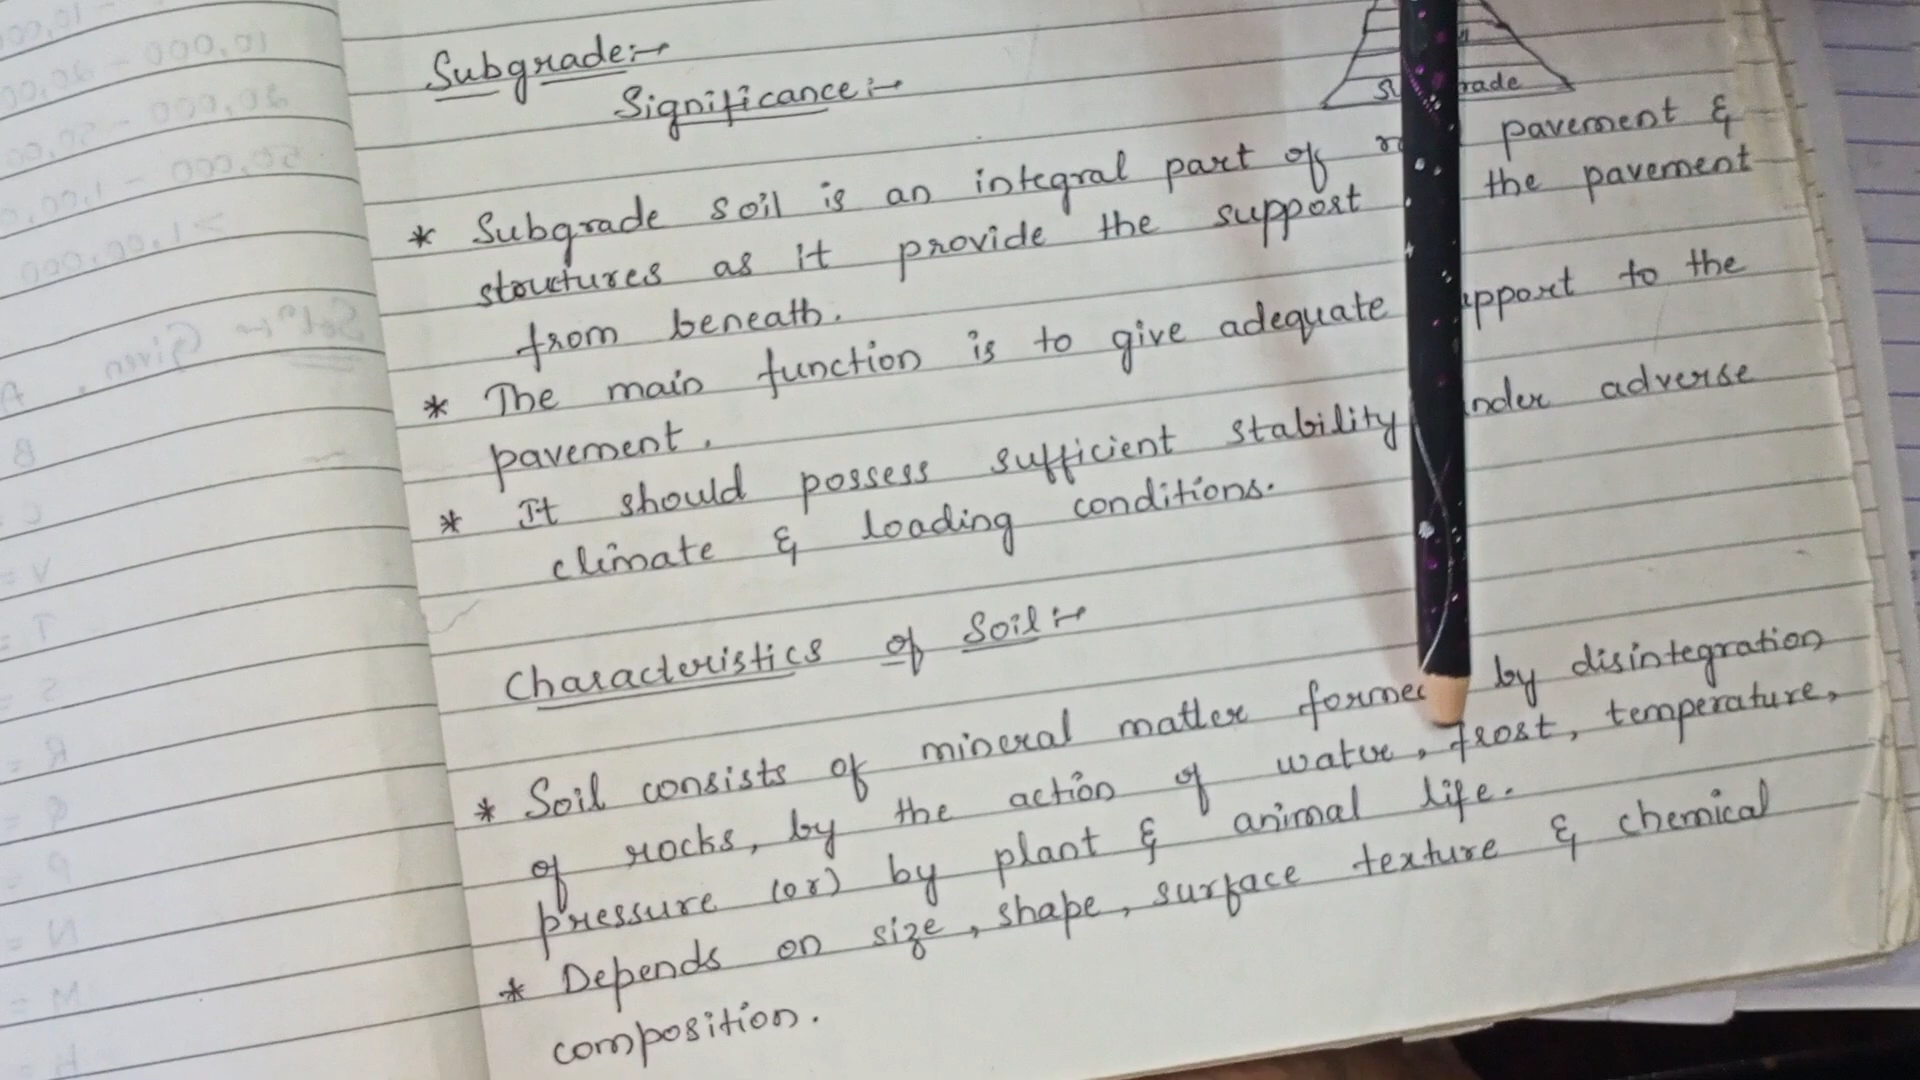 Subgrade:-
Significance:-
rade
* Subgrade soil is an integral part of pavement &
structures as it provide the support the pavement
from beneath.
* The main function is to give adequate upport to the
pavement.
* It should possess sufficient stability nder adverse
climate & loading conditions.
Characteristics of Soil:-
* Soil consists of mineral matter forme by disintegration
of rocks, by the action of water, frost, temperature,
pressure (or) by plant & animal life.
* Depends on size, shape, surface texture & chemical
composition.